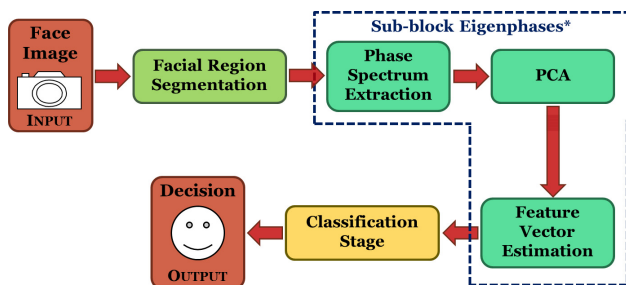 Sub-block Eigenphases*
Face
Image
INPUT
Facial Region
Segmentation
Phase
Spectrum
Extraction
PCA
Feature
Vector
Estimation
Classification
Stage
Decision
OUTPUT